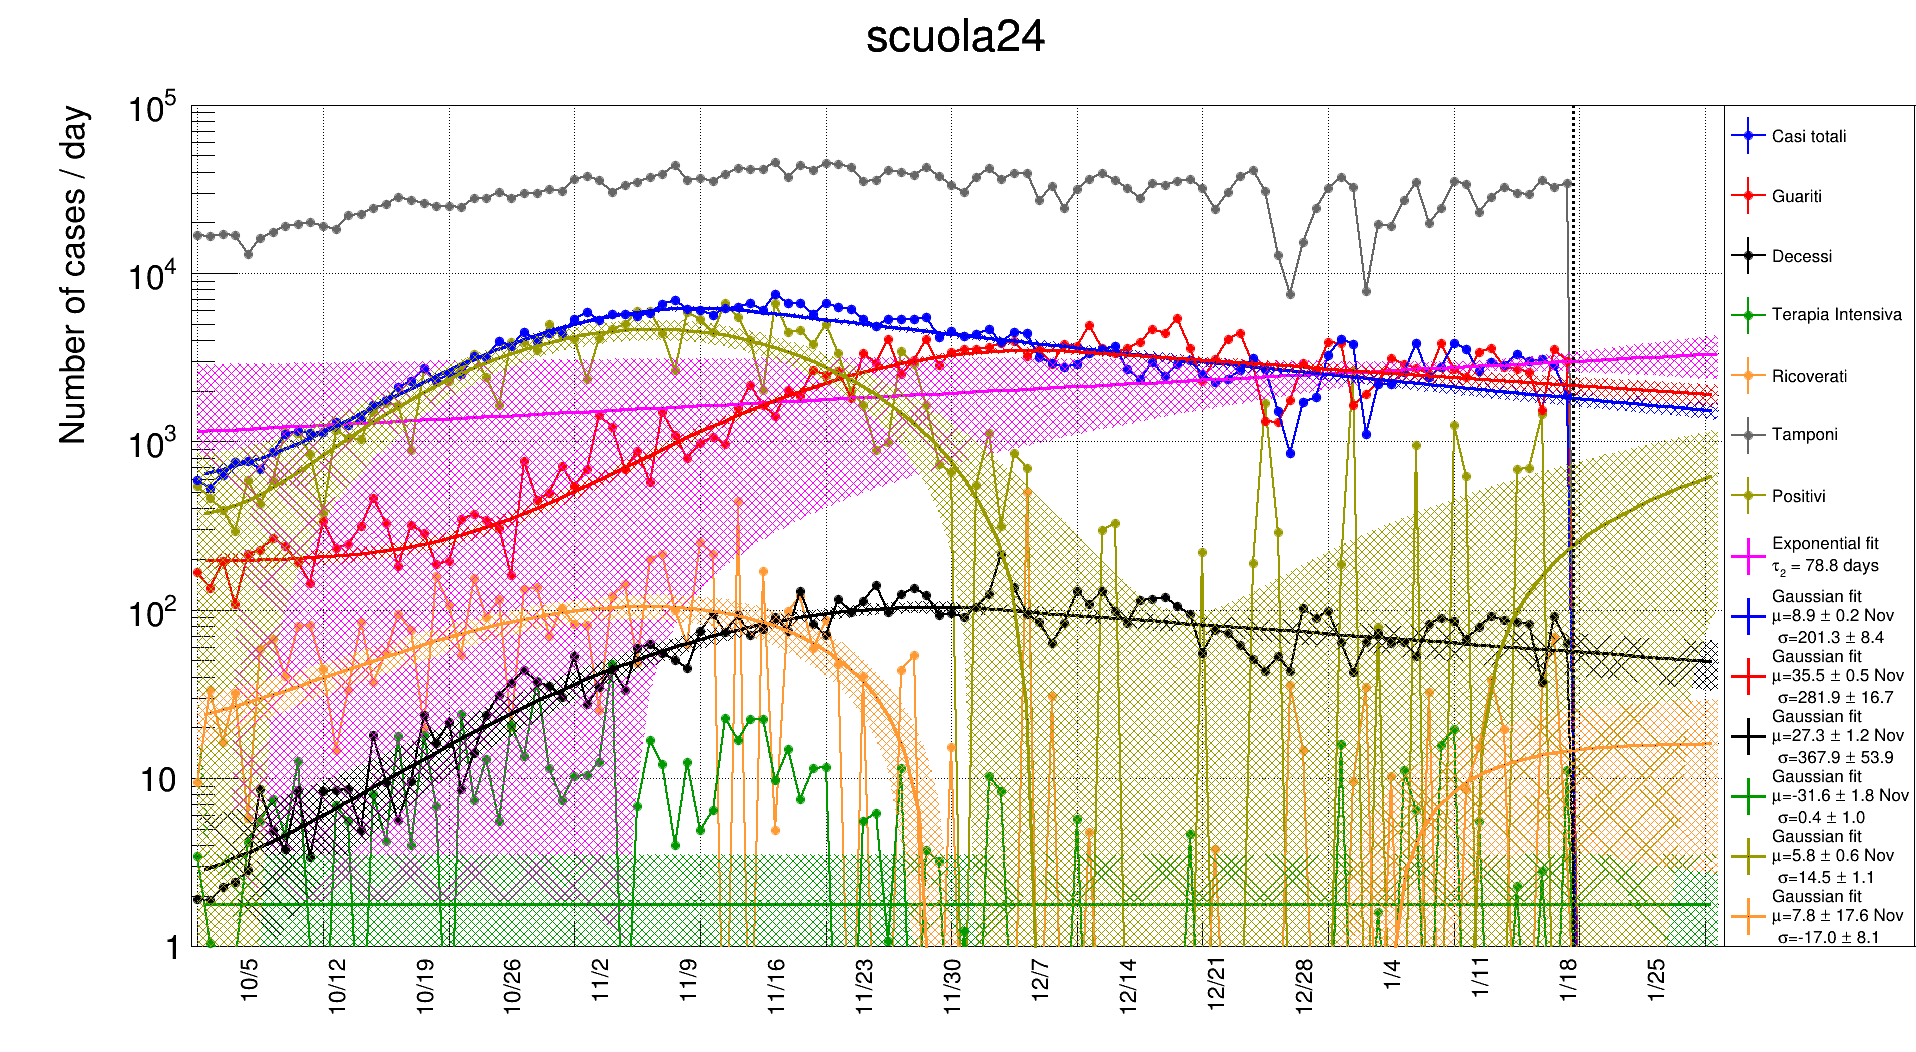 scuola24
Number of cases / day
10^5
10^4
10^3
10^2
10
1
10/5
10/12
10/19
10/26
11/2
11/9
11/16
11/23
11/30
12/7
12/14
12/21
12/28
1/4
1/11
1/18
1/25
Casi totali
Guariti
Decessi
Terapia Intensiva
Ricoverati
Tamponi
Positivi
Exponential fit
τ₂ = 78.8 days
Gaussian fit
μ=8.9 ± 0.2 Nov
σ=201.3 ± 8.4
Gaussian fit
μ=35.5 ± 0.5 Nov
σ=281.9 ± 16.7
Gaussian fit
μ=27.3 ± 1.2 Nov
σ=367.9 ± 53.9
Gaussian fit
μ=-31.6 ± 1.8 Nov
σ=0.4 ± 1.0
Gaussian fit
μ=5.8 ± 0.6 Nov
σ=14.5 ± 1.1
Gaussian fit
μ=7.8 ± 17.6 Nov
σ=-17.0 ± 8.1